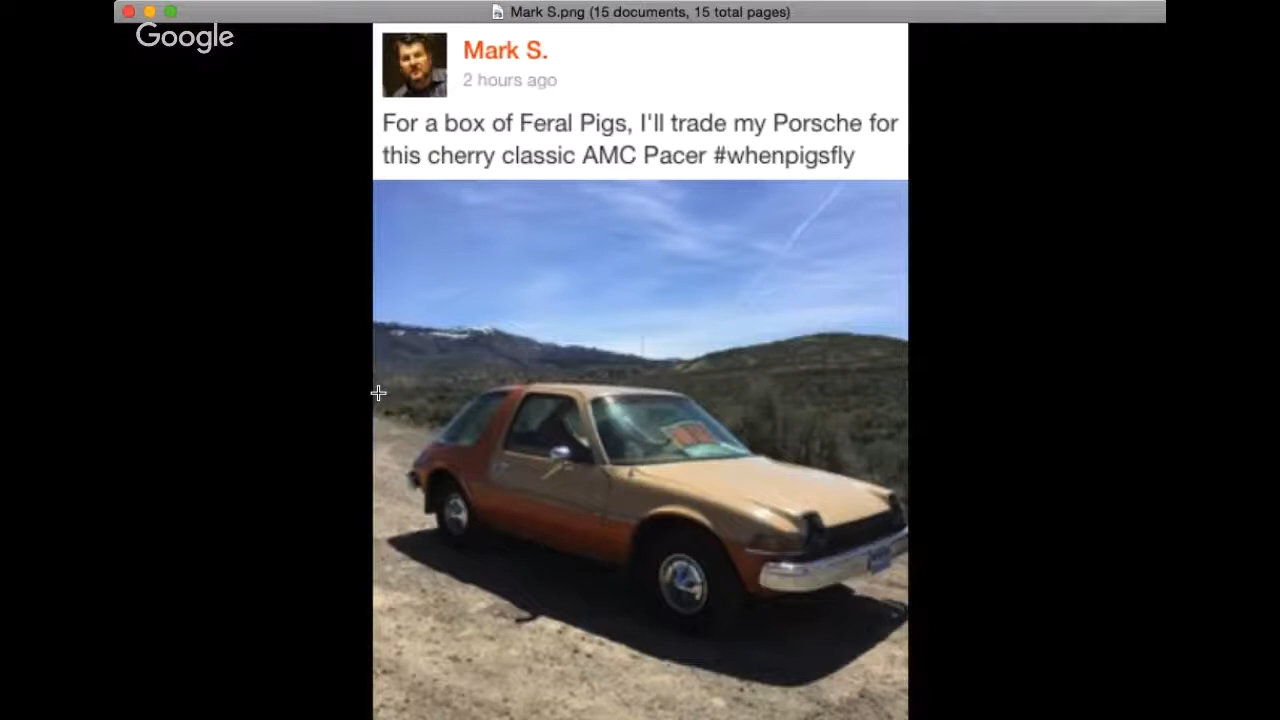 Mark S.png (15 documents, 15 total pages)
Google
Mark S.
2 hours ago
For a box of Feral Pigs, I'll trade my Porsche for
this cherry classic AMC Pacer #whenpigsfly